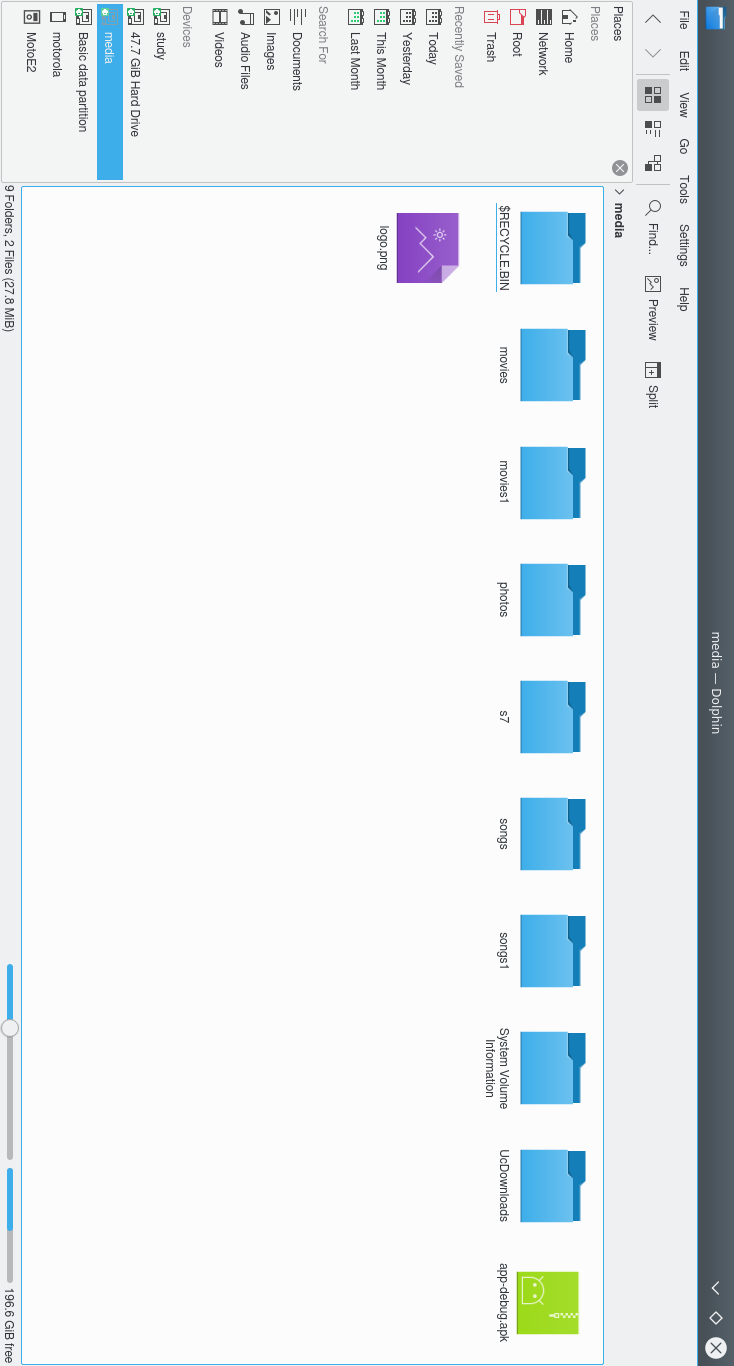 media — Dolphin
File Edit View Go Tools Settings Help
Find... Preview Split
Places
Places
Home
Network
Root
Trash
Recently Saved
Today
Yesterday
This Month
Last Month
Search For
Documents
Images
Audio Files
Videos
Devices
study
47.7 GiB Hard Drive
media
Basic data partition
motorola
MotoE2
media
$RECYCLE.BIN
movies
movies1
photos
s7
songs
songs1
System Volume
Information
UcDownloads
app-debug.apk
logo.png
9 Folders, 2 Files (27.8 MiB)
196.6 GiB free